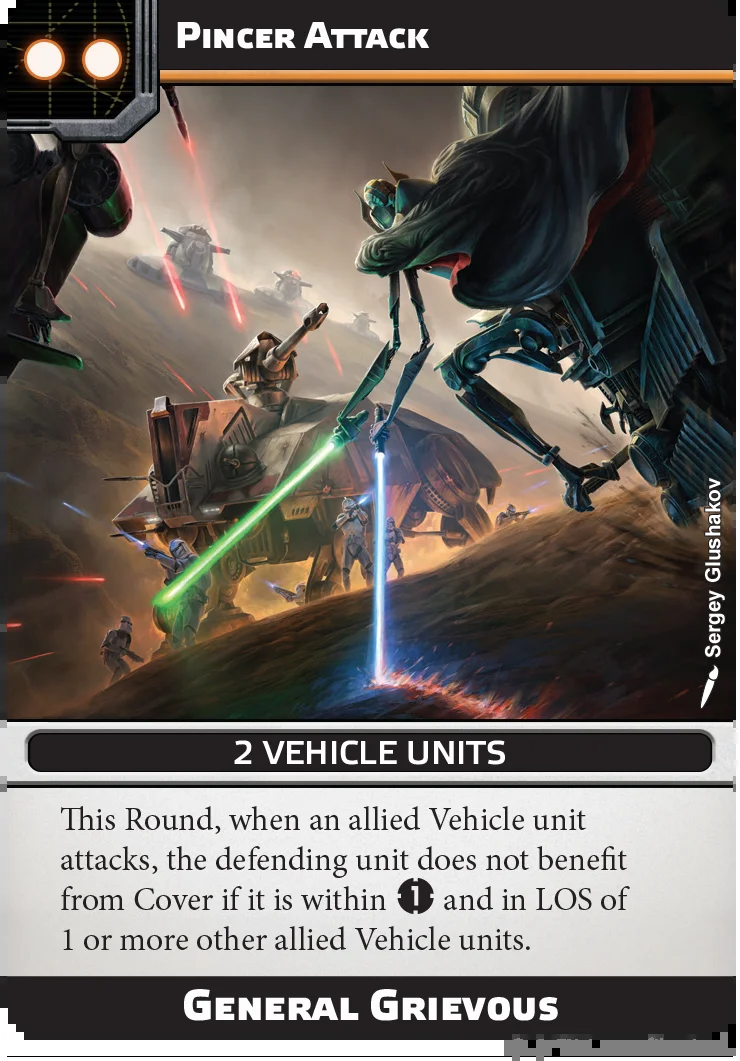 Pincer Attack
Sergey Glushakov
2 VEHICLE UNITS
This Round, when an allied Vehicle unit
attacks, the defending unit does not benefit
from Cover if it is within 1 and in LOS of
1 or more other allied Vehicle units.
General Grievous